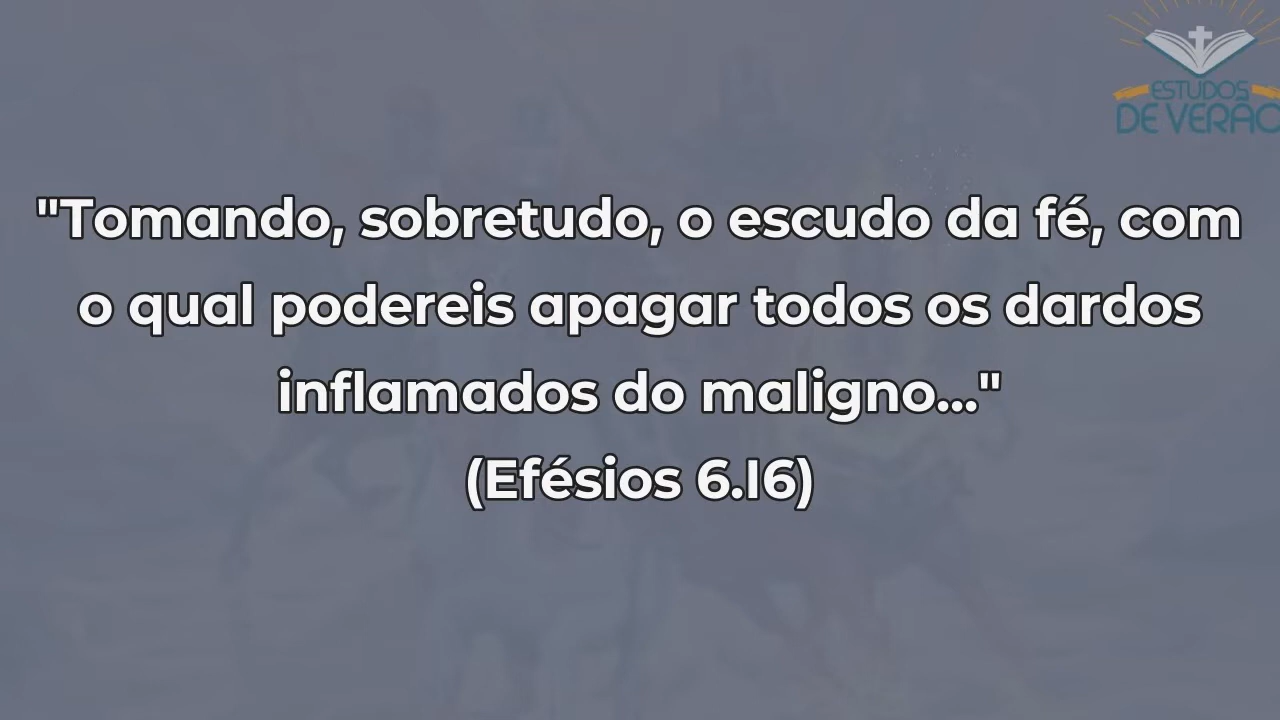 ESTUDOS
DE VERÃO
"Tomando, sobretudo, o escudo da fé, com
o qual podereis apagar todos os dardos
inflamados do maligno..."
(Efésios 6.I6)